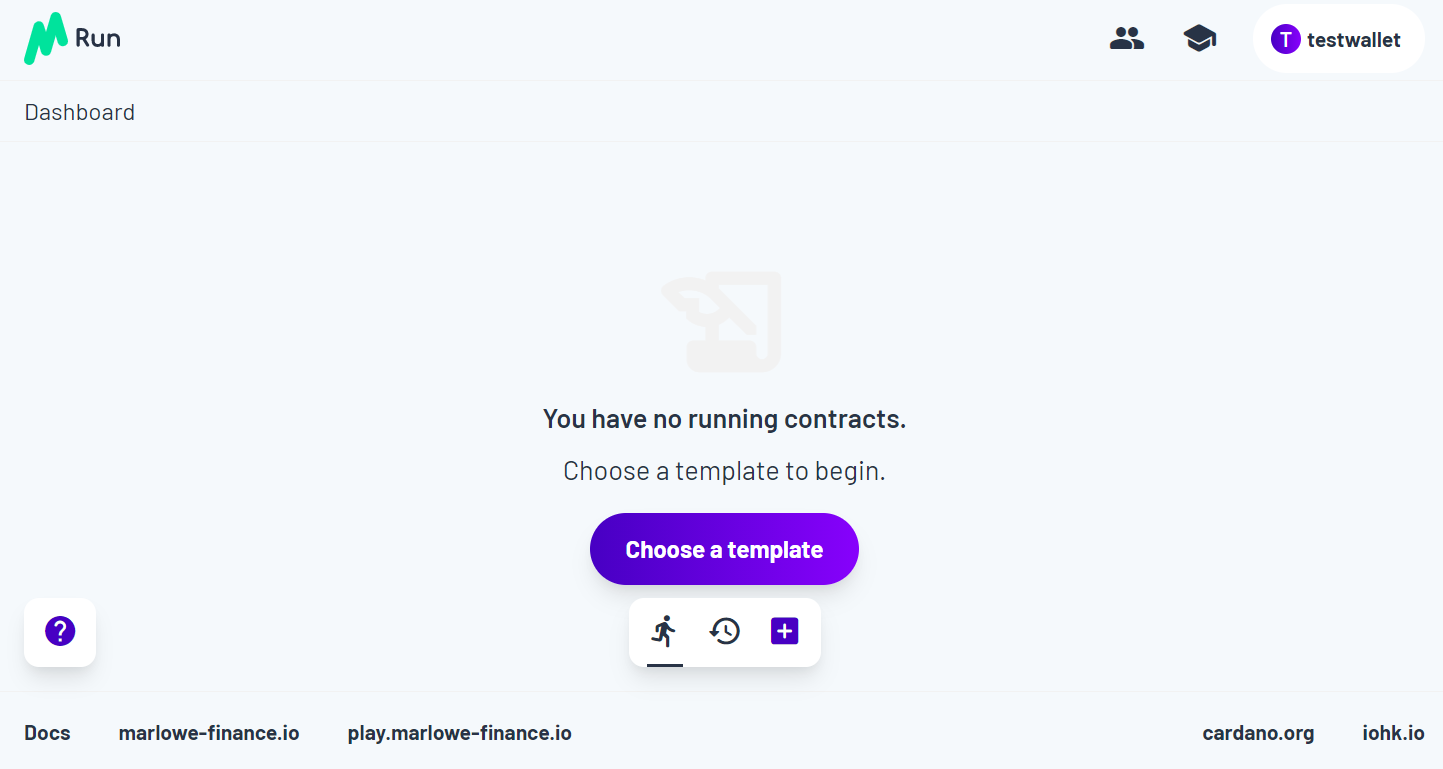 Run
T testwallet
Dashboard
You have no running contracts.
Choose a template to begin.
Choose a template
?
Docs marlowe-finance.io play.marlowe-finance.io cardano.org iohk.io